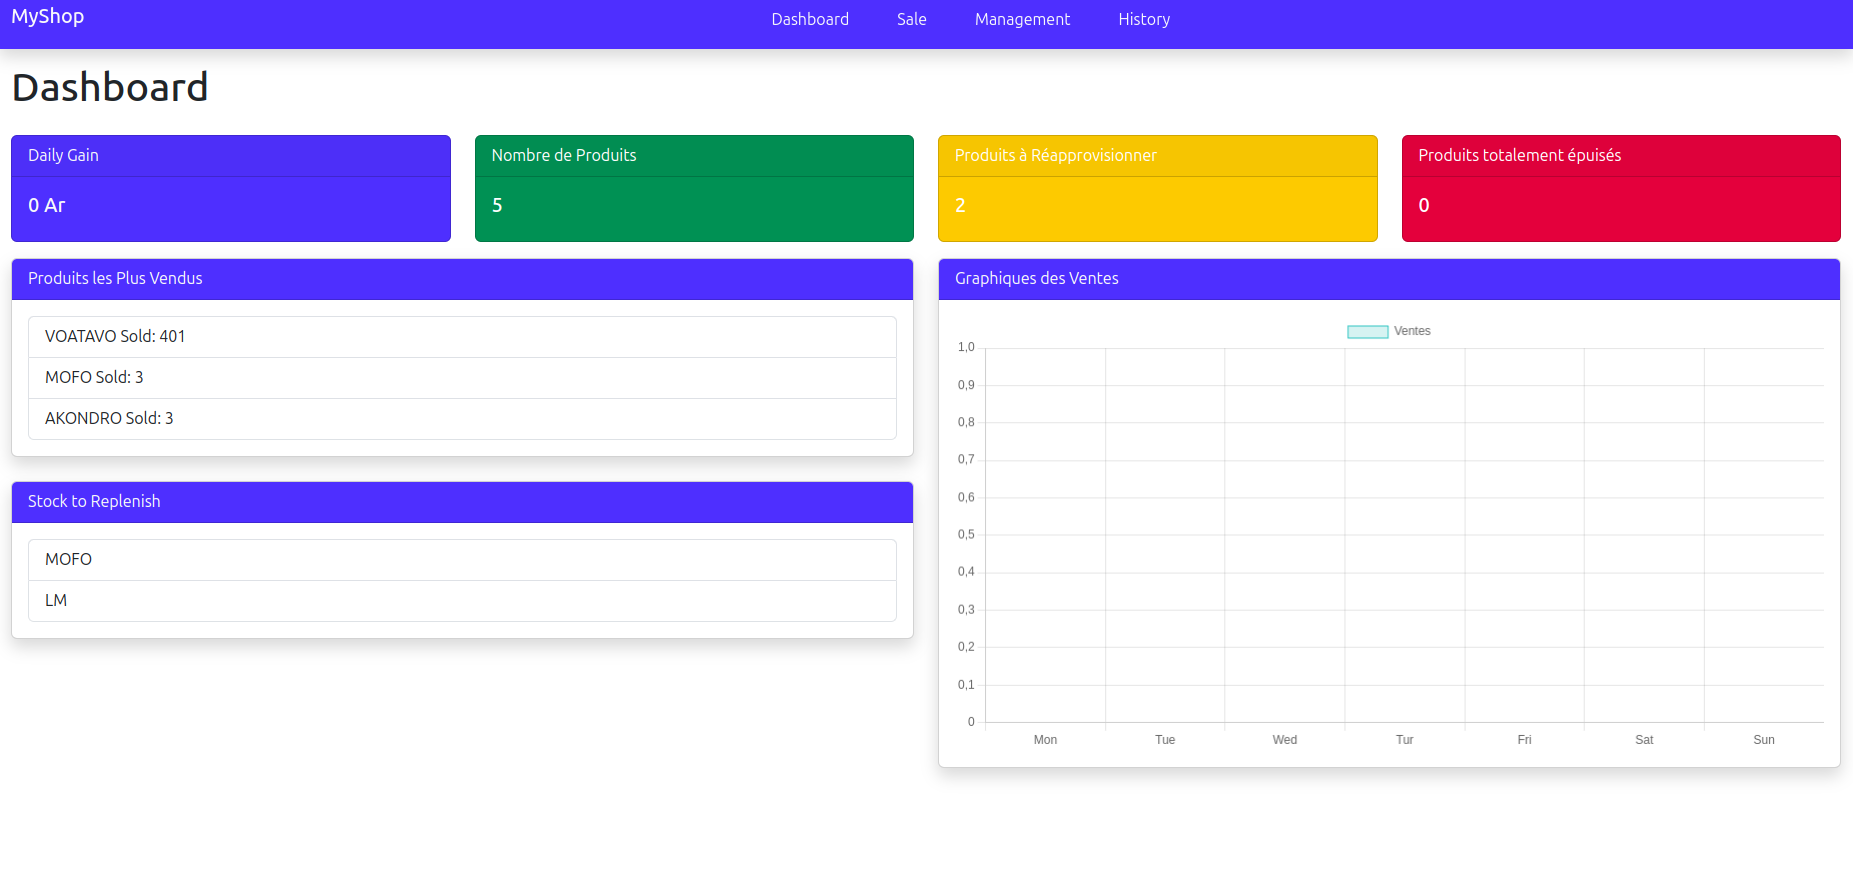 MyShop
Dashboard Sale Management History
Dashboard
Daily Gain
0 Ar
Nombre de Produits
5
Produits à Réapprovisionner
2
Produits totalement épuisés
0
Produits les Plus Vendus
VOATAVO Sold: 401
MOFO Sold: 3
AKONDRO Sold: 3
Stock to Replenish
MOFO
LM
Graphiques des Ventes
Ventes
1,0
0,9
0,8
0,7
0,6
0,5
0,4
0,3
0,2
0,1
0
Mon Tue Wed Tur Fri Sat Sun